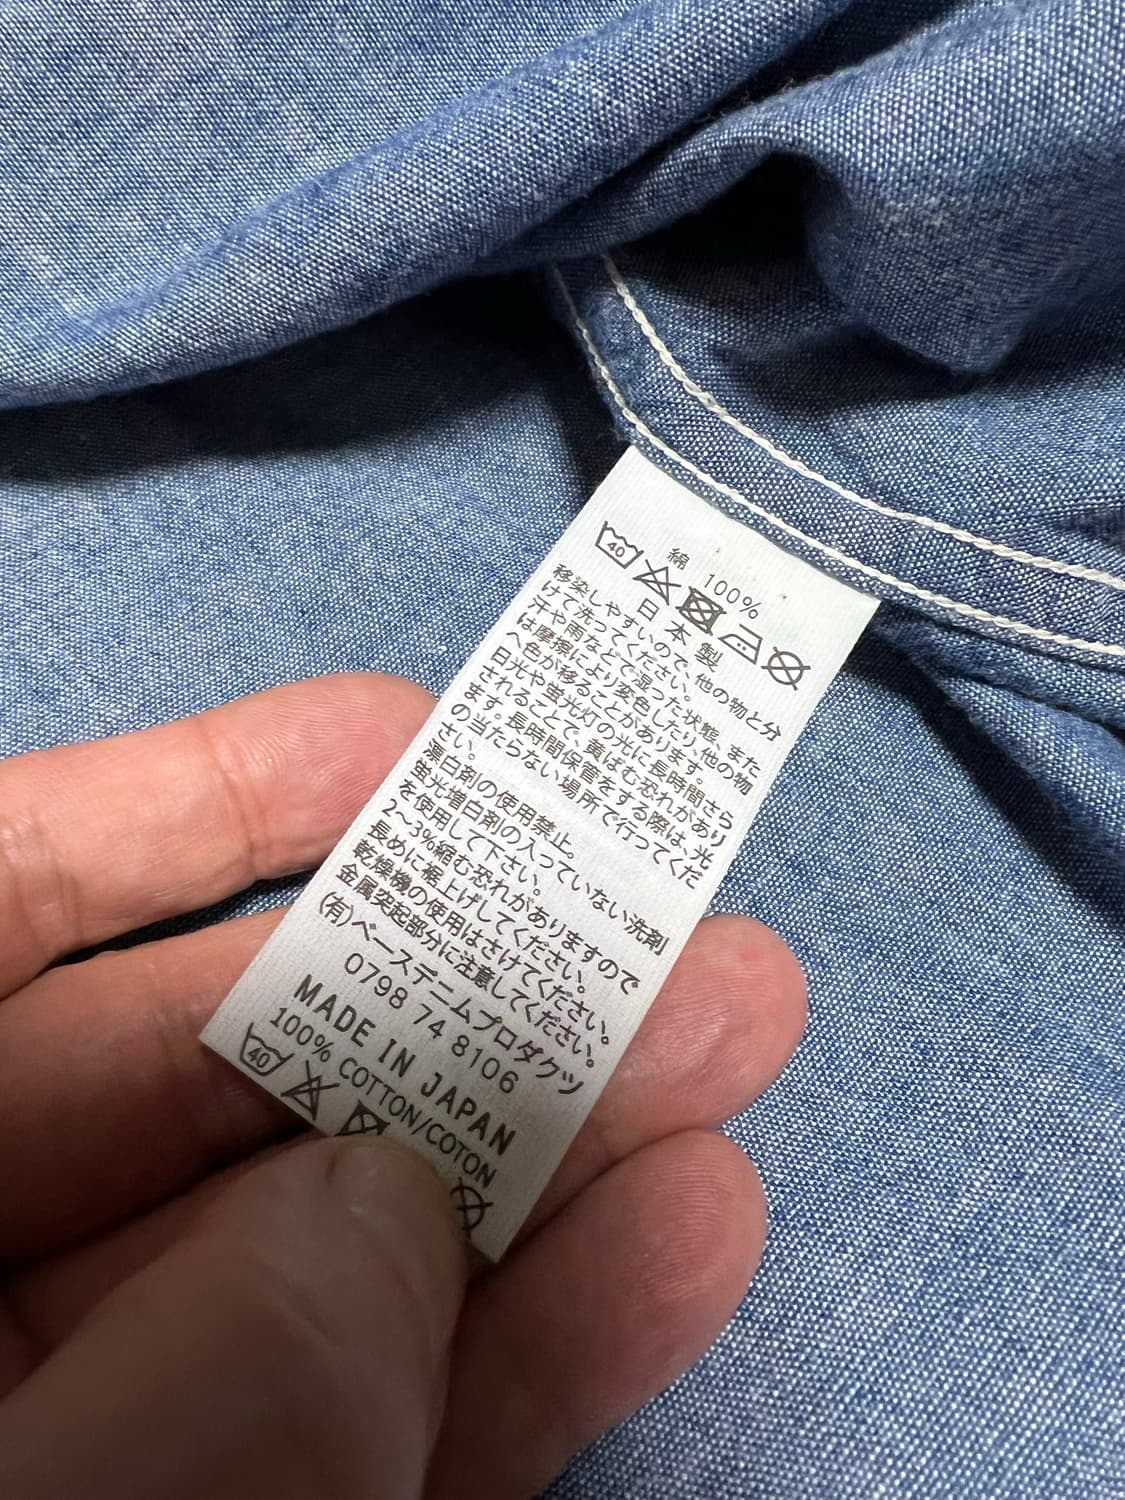 綿 100%
40
日本製
移染しやすいので、他の物と分
けて洗ってください。
汗や雨などで湿った状態、また
は摩擦により変色したり、他の物
へ色が移ることがあります。
日光や蛍光灯の光に長時間さら
されることで、黄ばむ恐れがあり
ます。長時間保管をする際は、光
の当たらない場所で行ってくだ
さい。
漂白剤の使用禁止。
蛍光増白剤の入っていない洗剤
を使用して下さい。
2〜3%縮む恐れがありますので
長めに裾上げしてください。
乾燥機の使用はさけてください。
金属突起部分に注意してください。
(有)ベースデニムプロダクツ
0798 74 8106
MADE IN JAPAN
100% COTTON/COTON
40